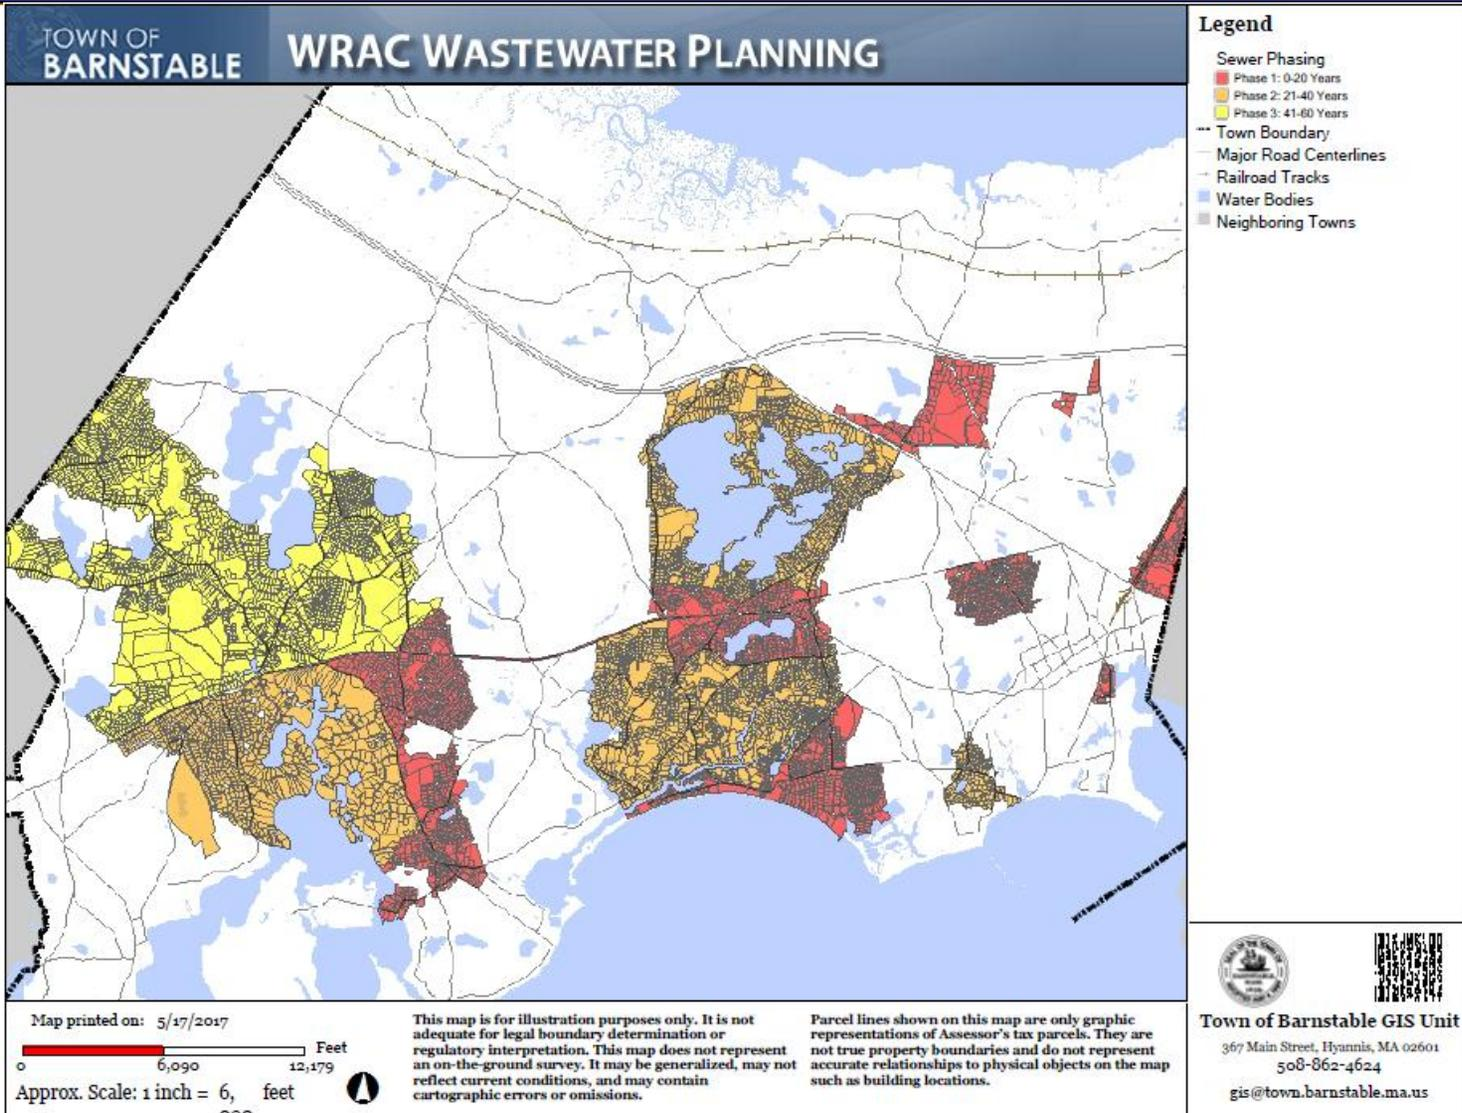 TOWN OF
BARNSTABLE
WRAC WASTEWATER PLANNING
Legend
Sewer Phasing
Phase 1: 0-20 Years
Phase 2: 21-40 Years
Phase 3: 41-60 Years
Town Boundary
Major Road Centerlines
Railroad Tracks
Water Bodies
Neighboring Towns
Map printed on: 5/17/2017
Feet
0 6,090 12,179
Approx. Scale: 1 inch = 6, feet
This map is for illustration purposes only. It is not
adequate for legal boundary determination or
regulatory interpretation. This map does not represent
an on-the-ground survey. It may be generalized, may not
reflect current conditions, and may contain
cartographic errors or omissions.
Parcel lines shown on this map are only graphic
representations of Assessor's tax parcels. They are
not true property boundaries and do not represent
accurate relationships to physical objects on the map
such as building locations.
Town of Barnstable GIS Unit
367 Main Street, Hyannis, MA 02601
508-862-4624
gis@town.barnstable.ma.us